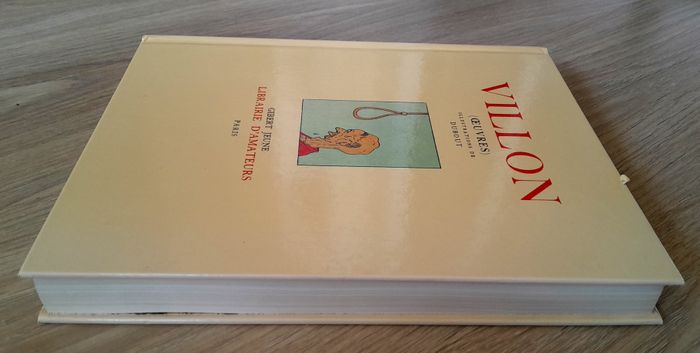 VILLON
(ŒUVRES)
ILLUSTRATIONS DE
DUBOUT
GIBERT JEUNE
LIBRAIRIE D'AMATEURS
PARIS